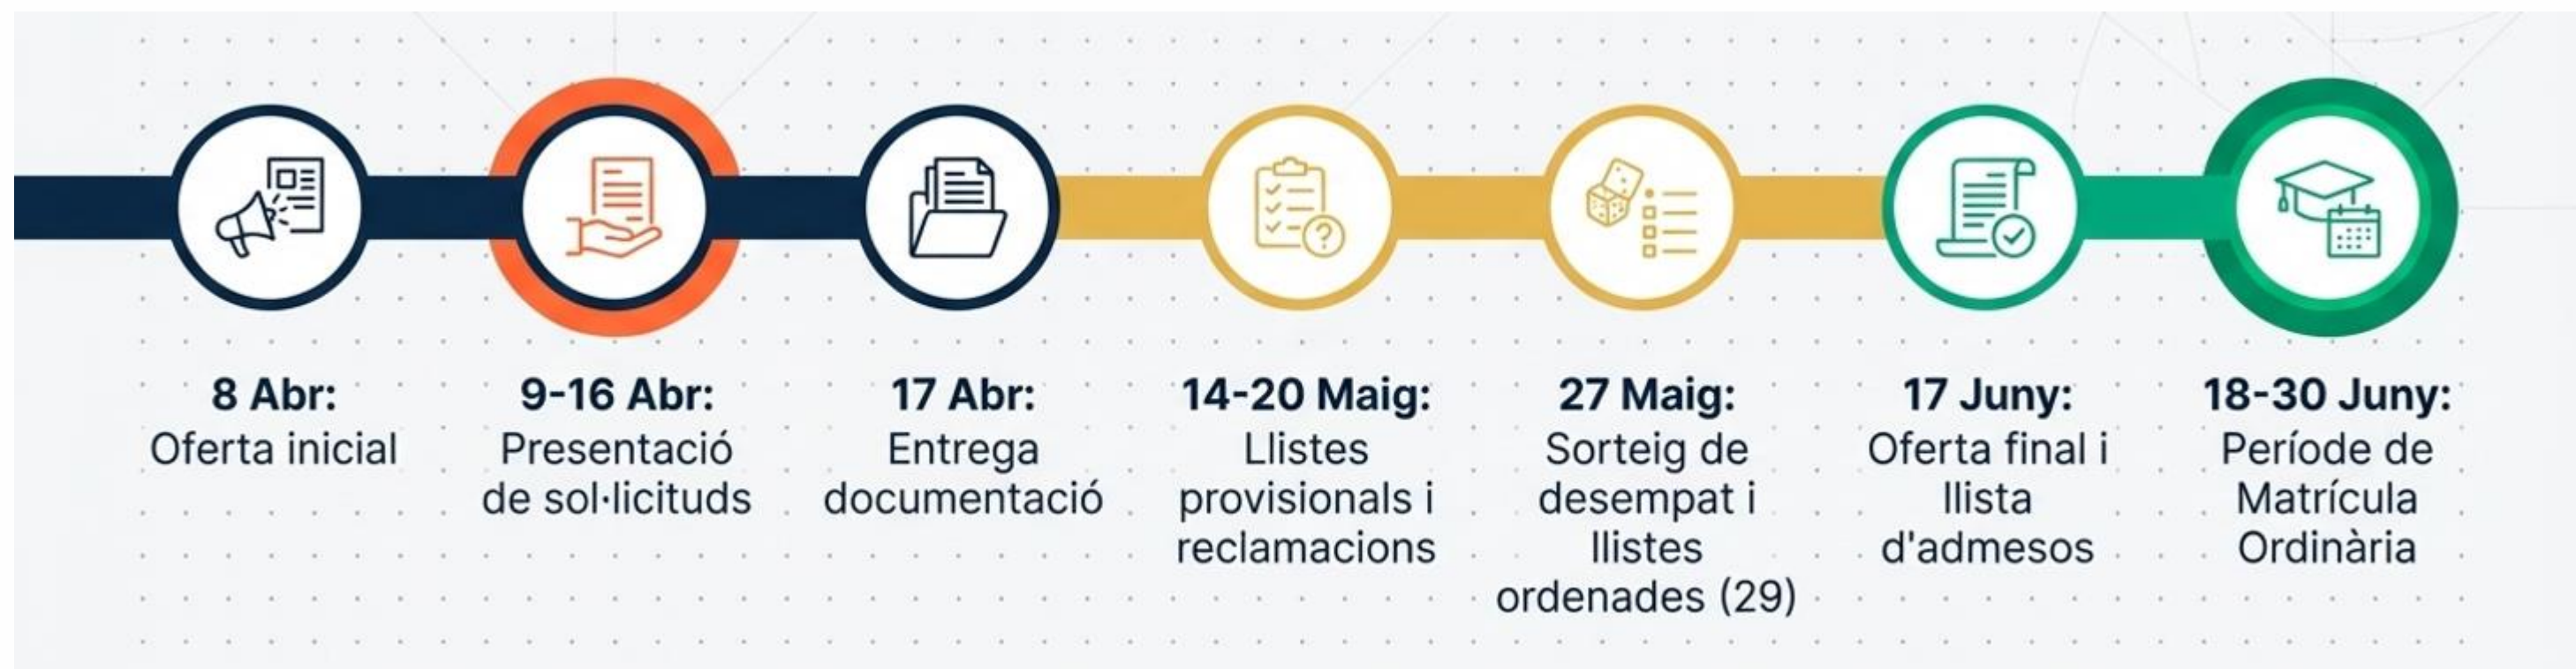 8 Abr:
Oferta inicial
9-16 Abr:
Presentació
de sol·licituds
17 Abr:
Entrega
documentació
14-20 Maig:
Llistes
provisionals i
reclamacions
27 Maig:
Sorteig de
desempat i
llistes
ordenades (29)
17 Juny:
Oferta final i
llista
d'admesos
18-30 Juny:
Període de
Matrícula
Ordinària